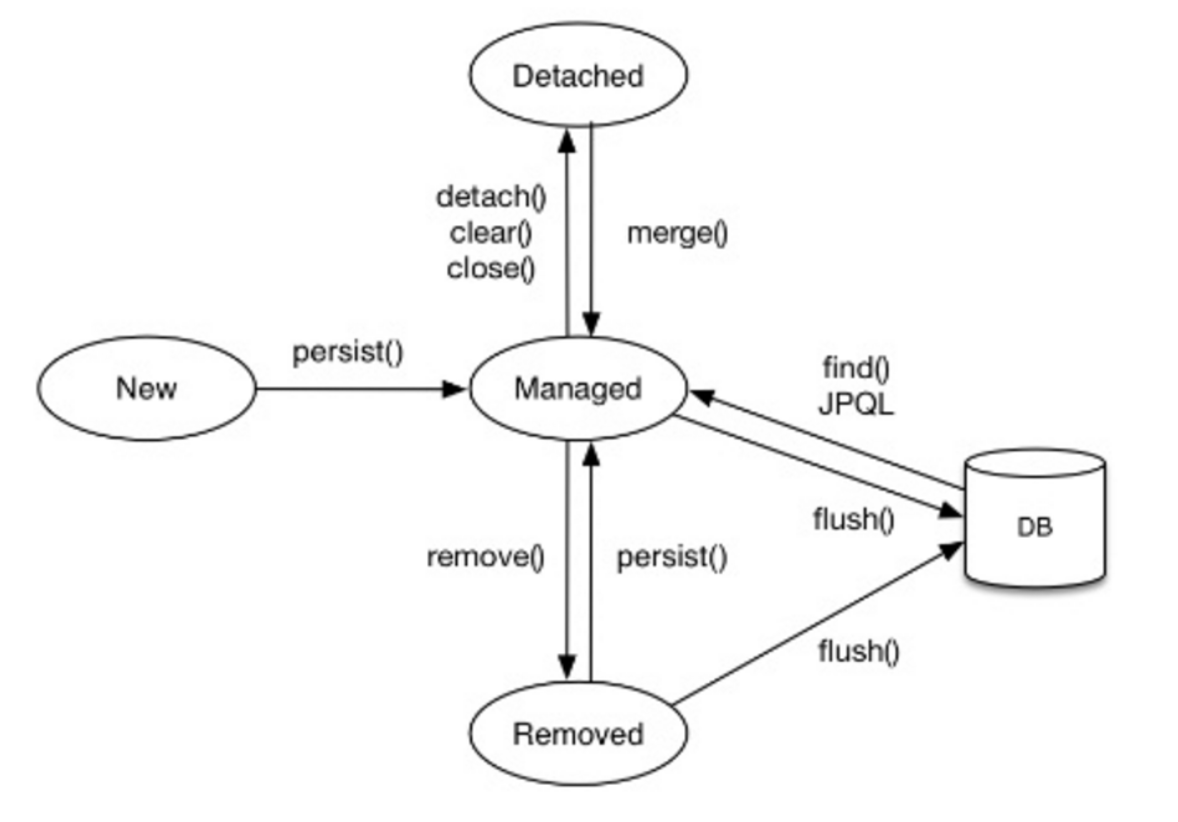 Detached
detach()
clear()
close()
merge()
persist()
New
Managed
find()
JPQL
flush()
DB
remove()
persist()
flush()
Removed